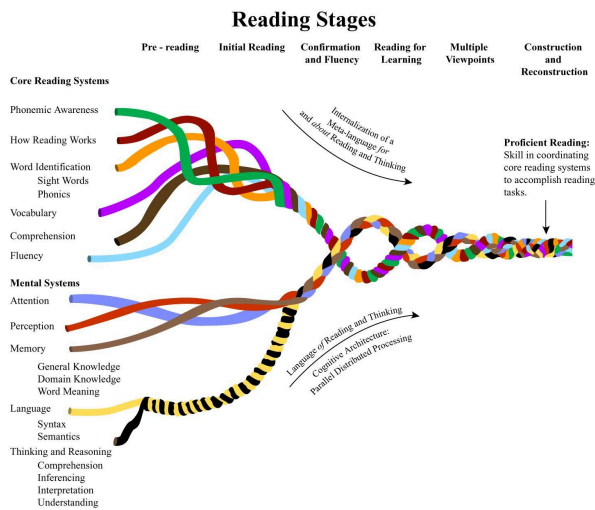 Reading Stages
Pre - reading
Initial Reading
Confirmation
and Fluency
Reading for
Learning
Multiple
Viewpoints
Construction
and
Reconstruction
Core Reading Systems
Phonemic Awareness
How Reading Works
Word Identification
Sight Words
Phonics
Vocabulary
Comprehension
Fluency
Internalization of a
Meta-language for
and about Reading and Thinking
Proficient Reading:
Skill in coordinating
core reading systems
to accomplish reading
tasks.
Mental Systems
Attention
Perception
Memory
General Knowledge
Domain Knowledge
Word Meaning
Language
Syntax
Semantics
Thinking and Reasoning
Comprehension
Inferencing
Interpretation
Understanding
Language of Reading and Thinking
Cognitive Architecture:
Parallel Distributed Processing